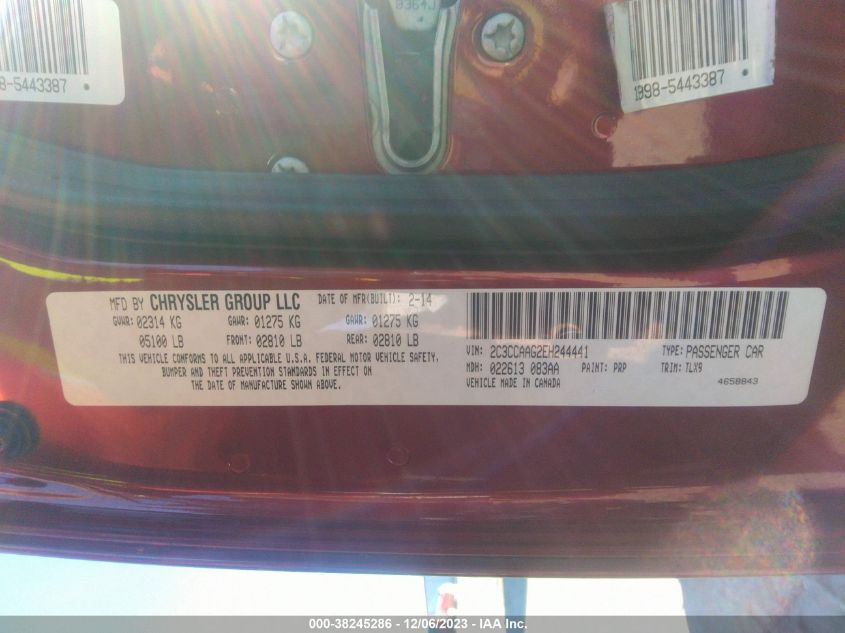 0364J
98-5443387
1B98-5443387
MFD BY CHRYSLER GROUP LLC DATE OF MFR(BUILT): 2-14
GVWR: 02314 KG GAWR: 01275 KG GAWR: 01275 KG
05100 LB FRONT: 02810 LB REAR: 02810 LB
THIS VEHICLE CONFORMS TO ALL APPLICABLE U.S.A. FEDERAL MOTOR VEHICLE SAFETY,
BUMPER AND THEFT PREVENTION STANDARDS IN EFFECT ON
THE DATE OF MANUFACTURE SHOWN ABOVE.
VIN: 2C3CCAAG2EH244441 TYPE: PASSENGER CAR
MDH: 022613 083AA PAINT: PRP TRIM: TLX9
VEHICLE MADE IN CANADA 4658843
000-38245286 - 12/06/2023 - IAA Inc.